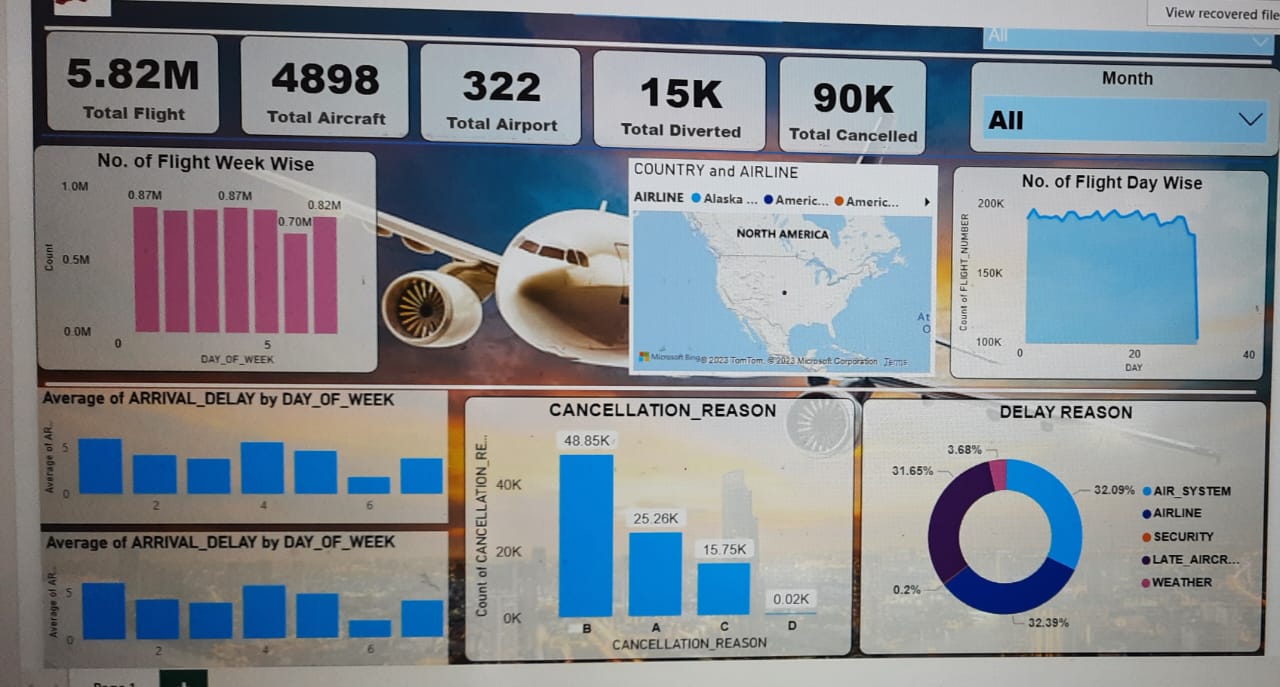 View recovered file
All
5.82M
Total Flight
4898
Total Aircraft
322
Total Airport
15K
Total Diverted
90K
Total Cancelled
Month
All
No. of Flight Week Wise
1.0M
0.5M
0.0M
Count
0.87M
0.87M
0.70M
0.82M
0
5
DAY_OF_WEEK
COUNTRY and AIRLINE
AIRLINE Alaska ... Americ... Americ...
NORTH AMERICA
At
O
Microsoft Bing © 2023 TomTom, © 2023 Microsoft Corporation Terms
No. of Flight Day Wise
200K
150K
100K
Count of FLIGHT_NUMBER
0
20
40
DAY
Average of ARRIVAL_DELAY by DAY_OF_WEEK
Average of AR...
5
0
2
4
6
Average of ARRIVAL_DELAY by DAY_OF_WEEK
Average of AR...
5
0
2
4
6
CANCELLATION_REASON
Count of CANCELLATION_RE...
40K
20K
0K
48.85K
25.26K
15.75K
0.02K
B
A
C
D
CANCELLATION_REASON
DELAY REASON
3.68%
31.65%
32.09%
0.2%
32.39%
AIR_SYSTEM
AIRLINE
SECURITY
LATE_AIRCR...
WEATHER
Page 1